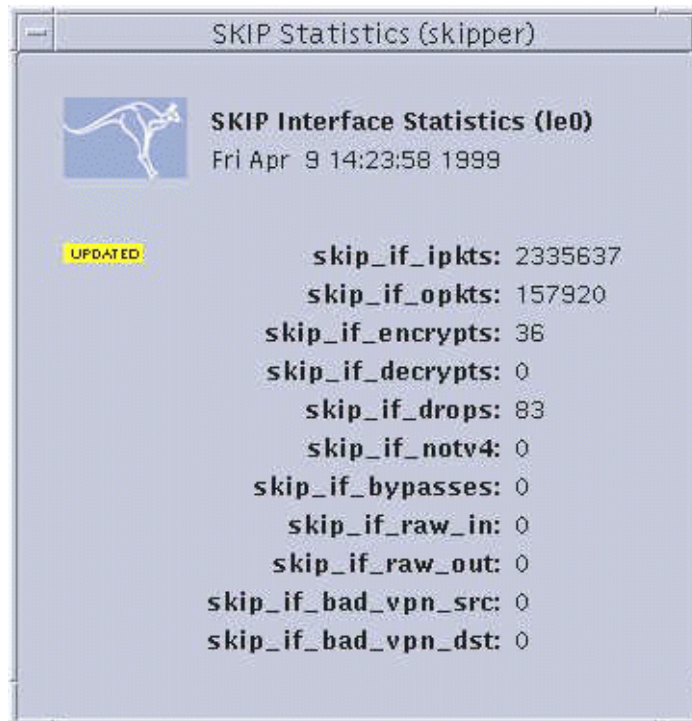 SKIP Statistics (skipper)
SKIP Interface Statistics (le0)
Fri Apr 9 14:23:58 1999
UPDATED skip_if_ipkts: 2335637
skip_if_opkts: 157920
skip_if_encrypts: 36
skip_if_decrypts: 0
skip_if_drops: 83
skip_if_notv4: 0
skip_if_bypasses: 0
skip_if_raw_in: 0
skip_if_raw_out: 0
skip_if_bad_vpn_src: 0
skip_if_bad_vpn_dst: 0